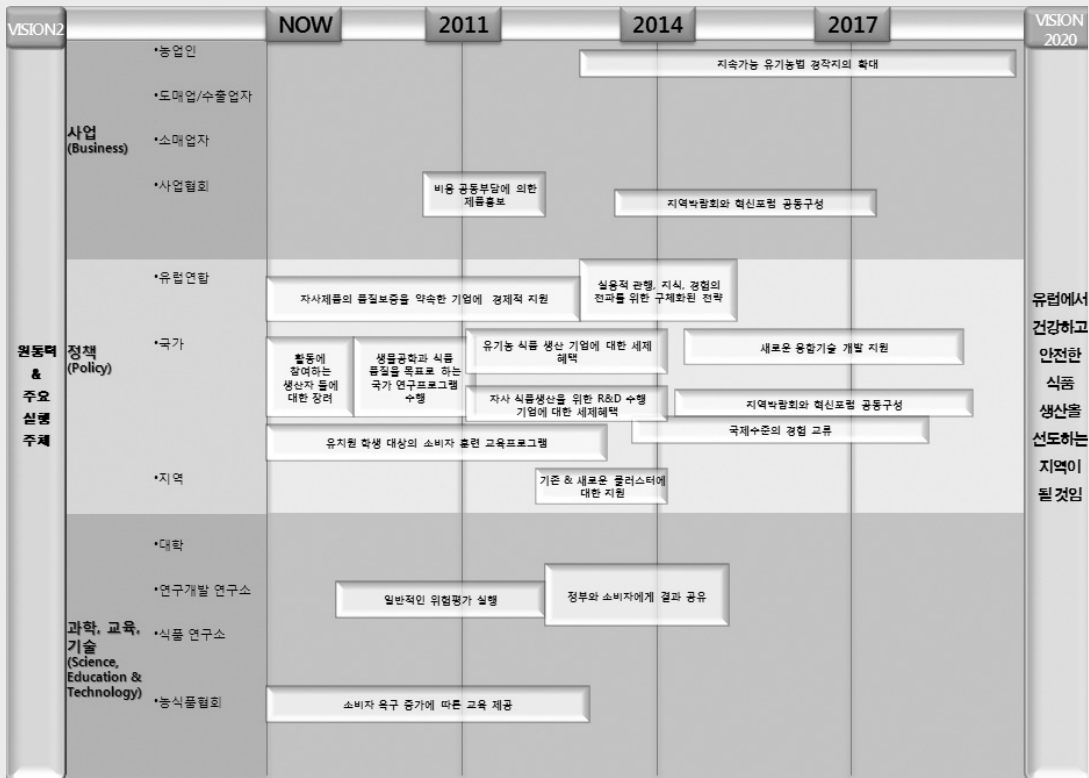 VISION2
NOW
2011
2014
2017
VISION
2020
원동력
&
주요
실행
주체
사업
(Business)
•농업인
•도매업/수출업자
•소매업자
•사업협회
지속가능 유기농법 경작지의 확대
비용 공동부담에 의한
제품홍보
지역박람회와 혁신포럼 공동구성
정책
(Policy)
•유럽연합
•국가
•지역
자사제품의 품질보증을 약속한 기업에 경제적 지원
실용적 관행, 지식, 경험의
전파를 위한 구체화된 전략
활동에
참여하는
생산자 들에
대한 장려
생물공학과 식품
품질을 목표로 하는
국가 연구프로그램
수행
유기농 식품 생산 기업에 대한 세제
혜택
새로운 융합기술 개발 지원
자사 식품생산을 위한 R&D 수행
기업에 대한 세제혜택
지역박람회와 혁신포럼 공동구성
유치원 학생 대상의 소비자 훈련 교육프로그램
국제수준의 경험 교류
기존 & 새로운 클러스터에
대한 지원
과학, 교육,
기술
(Science,
Education &
Technology)
•대학
•연구개발 연구소
•식품 연구소
•농식품협회
일반적인 위험평가 실행
정부와 소비자에게 결과 공유
소비자 욕구 증가에 따른 교육 제공
유럽에서
건강하고
안전한
식품
생산을
선도하는
지역이
될 것임